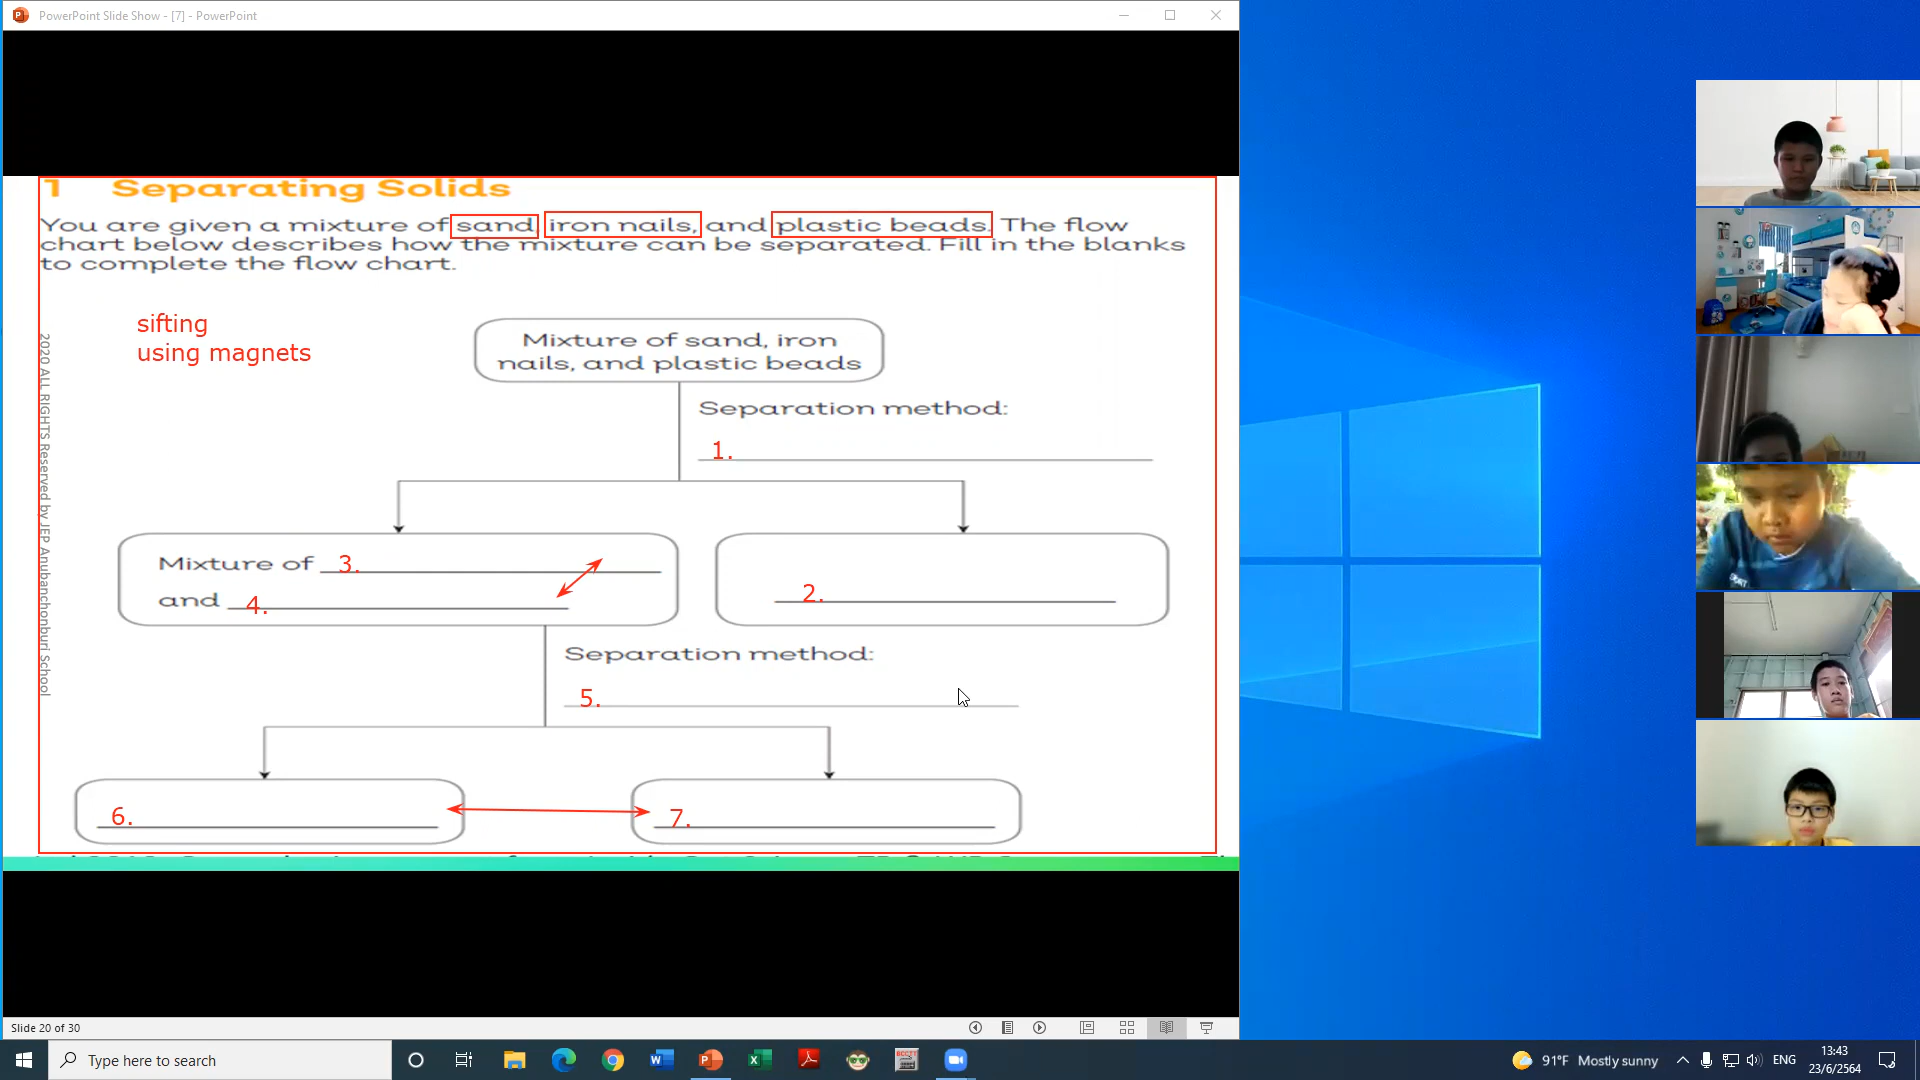 PowerPoint Slide Show - [7] - PowerPoint
1 Separating Solids
You are given a mixture of sand, iron nails, and plastic beads. The flow
chart below describes how the mixture can be separated. Fill in the blanks
to complete the flow chart.
sifting
using magnets
Mixture of sand, iron
nails, and plastic beads
Separation method:
1.
Mixture of 3.
and 4.
2.
Separation method:
5.
6.
7.
2020 ALL RIGHTS Reserved by JEP Anubanchonburi School
Slide 20 of 30
Type here to search
91°F Mostly sunny
ENG
13:43
23/6/2564